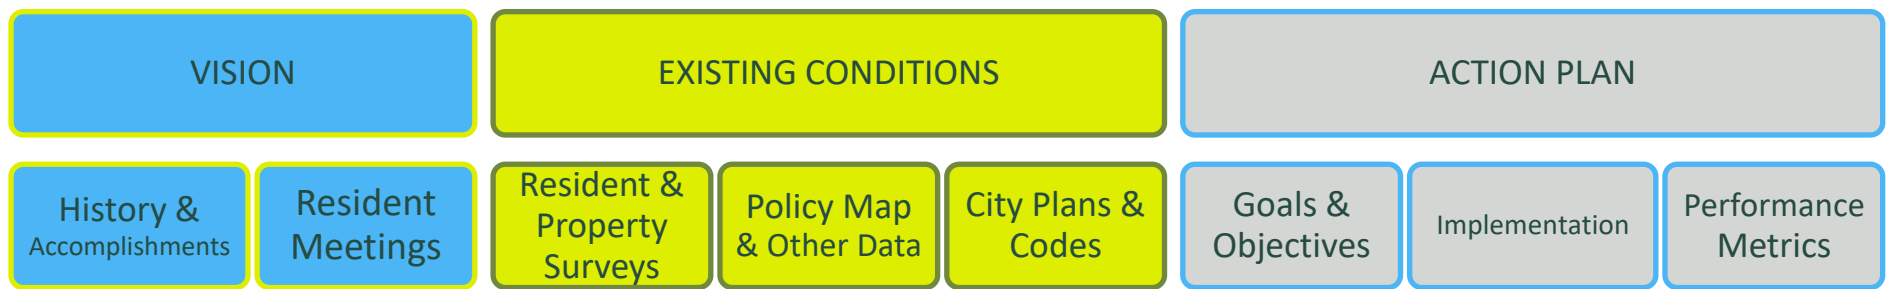 VISION
EXISTING CONDITIONS
ACTION PLAN
History &
Accomplishments
Resident
Meetings
Resident &
Property
Surveys
Policy Map
& Other Data
City Plans &
Codes
Goals &
Objectives
Implementation
Performance
Metrics